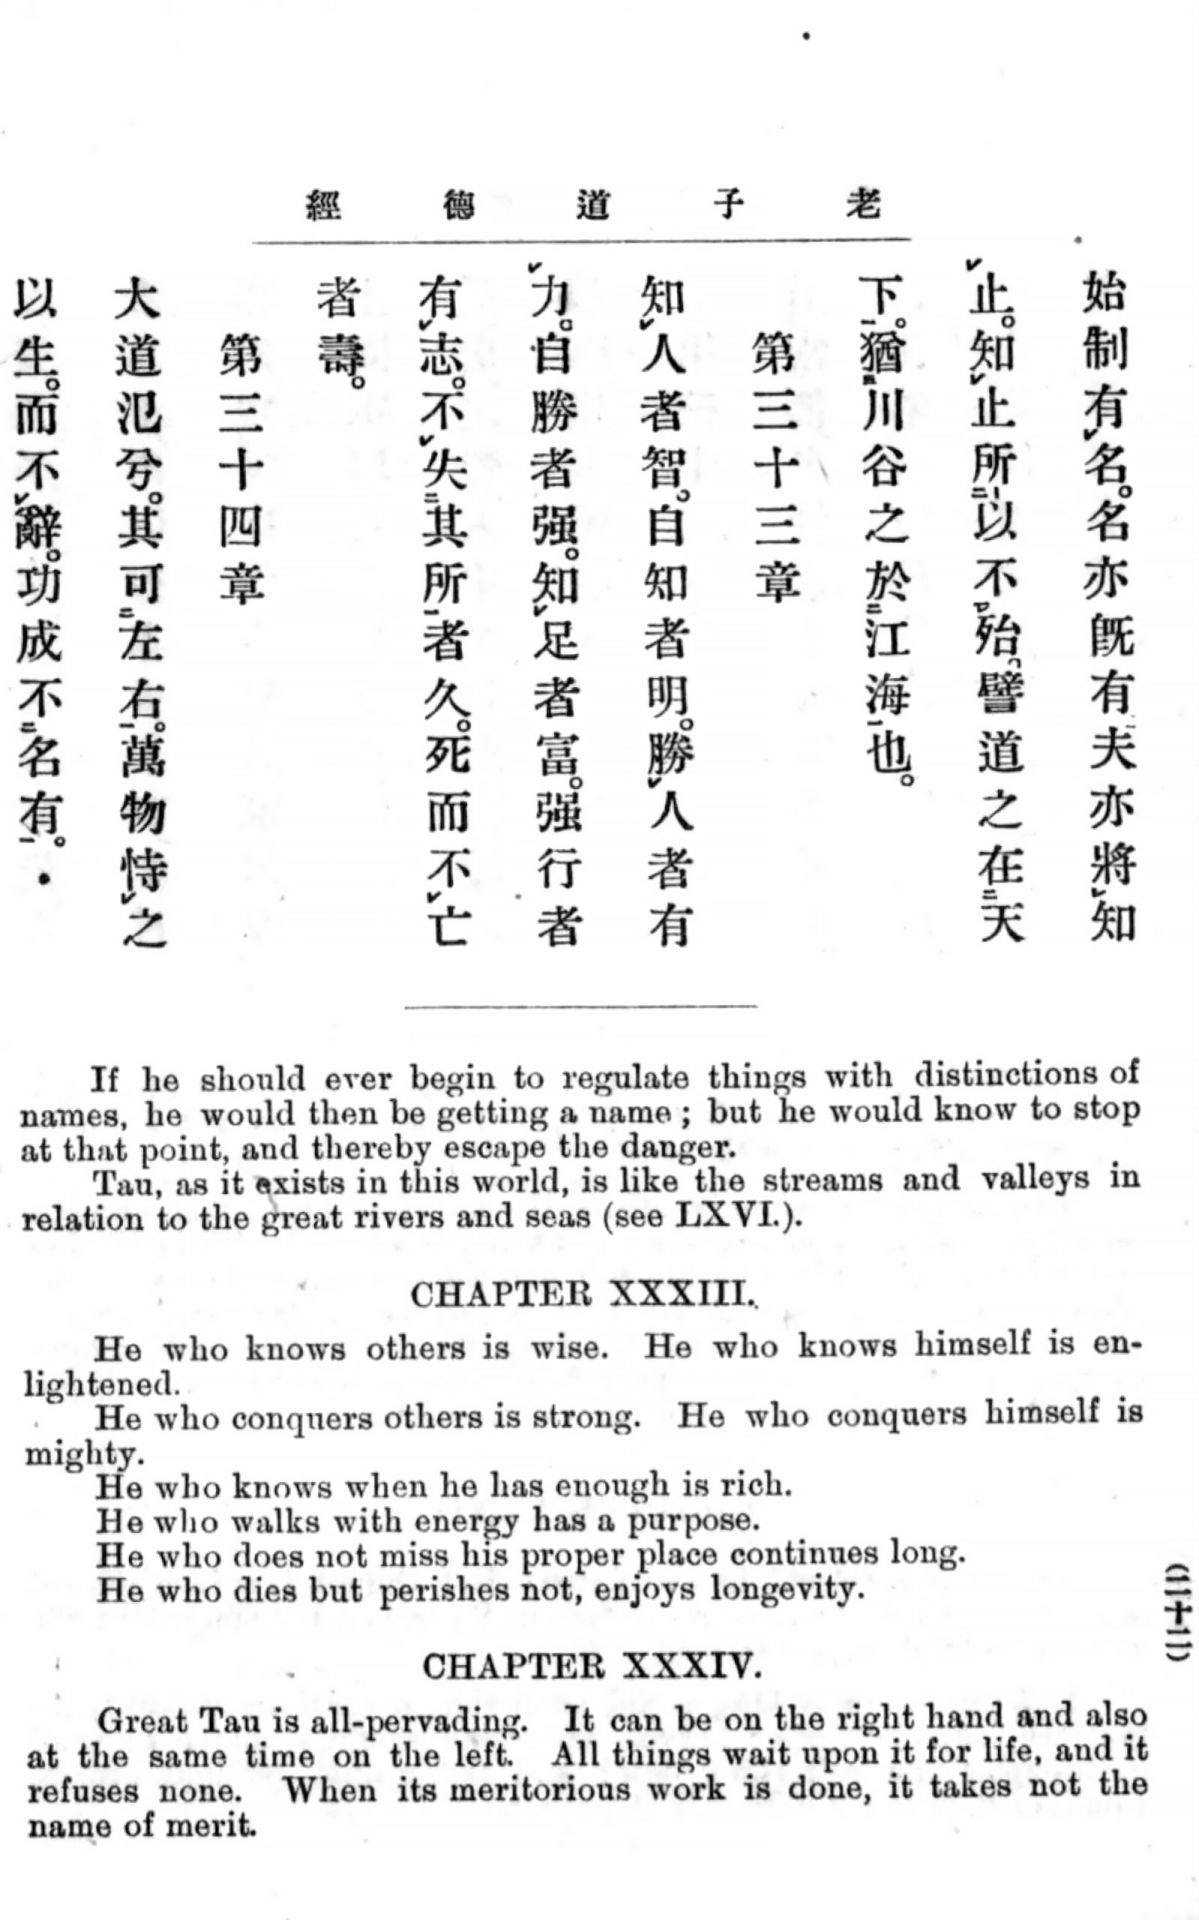 老子道德經
始制有名。名亦既有夫亦將知
止。知止所以不殆。譬道之在天
下。猶川谷之於江海也。
第三十三章
知人者智。自知者明。勝人者有
力。自勝者强。知足者富。强行者
有志。不失其所者久。死而不亡
者壽。
第三十四章
大道氾兮。其可左右。萬物恃之
以生。而不辭。功成不名有。
If he should ever begin to regulate things with distinctions of
names, he would then be getting a name; but he would know to stop
at that point, and thereby escape the danger.
Tau, as it exists in this world, is like the streams and valleys in
relation to the great rivers and seas (see LXVI.).
CHAPTER XXXIII.
He who knows others is wise. He who knows himself is en-
lightened.
He who conquers others is strong. He who conquers himself is
mighty.
He who knows when he has enough is rich.
He who walks with energy has a purpose.
He who does not miss his proper place continues long.
He who dies but perishes not, enjoys longevity.
CHAPTER XXXIV.
Great Tau is all-pervading. It can be on the right hand and also
at the same time on the left. All things wait upon it for life, and it
refuses none. When its meritorious work is done, it takes not the
name of merit.